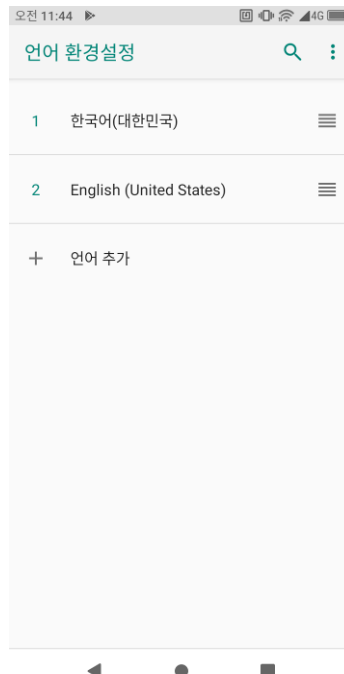 오전 11:44
4G
언어 환경설정
1 한국어(대한민국)
2 English (United States)
+ 언어 추가